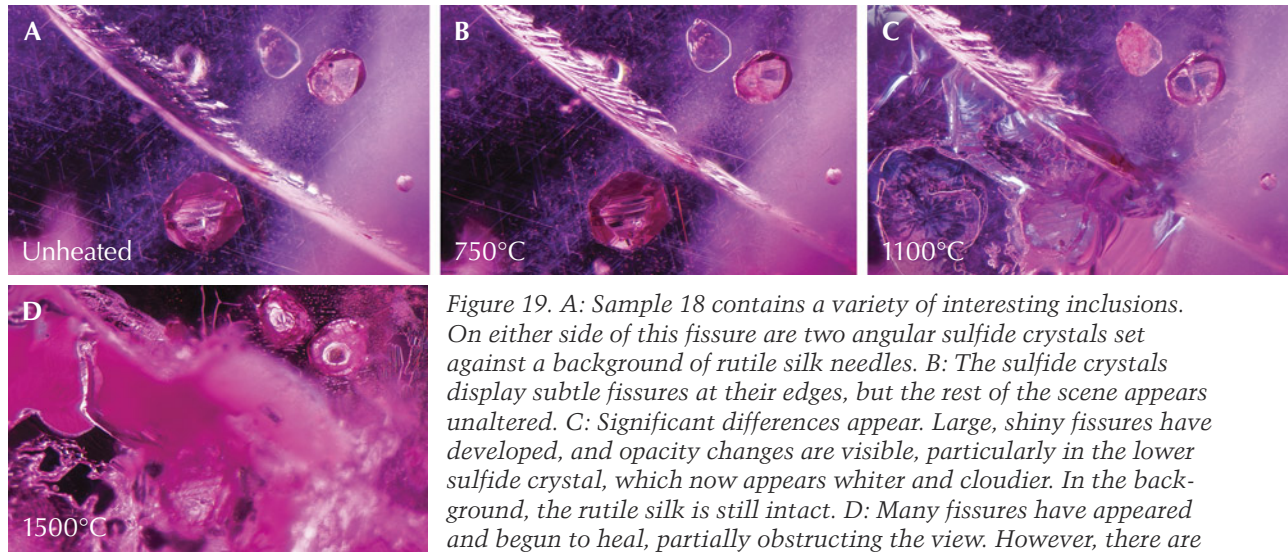 A
Unheated
B
750°C
C
1100°C
D
1500°C
Figure 19. A: Sample 18 contains a variety of interesting inclusions.
On either side of this fissure are two angular sulfide crystals set
against a background of rutile silk needles. B: The sulfide crystals
display subtle fissures at their edges, but the rest of the scene appears
unaltered. C: Significant differences appear. Large, shiny fissures have
developed, and opacity changes are visible, particularly in the lower
sulfide crystal, which now appears whiter and cloudier. In the back-
ground, the rutile silk is still intact. D: Many fissures have appeared
and begun to heal, partially obstructing the view. However, there are